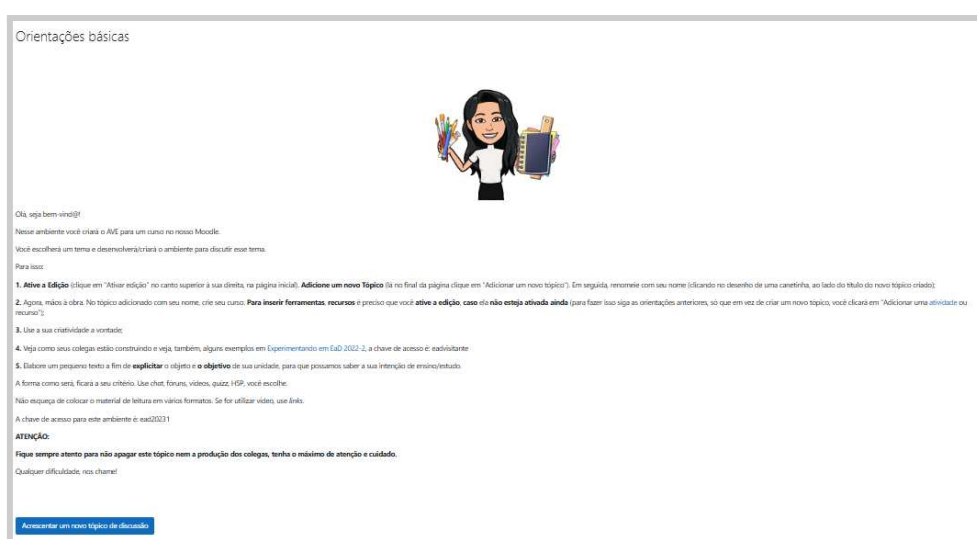 Orientações básicas
Olá, seja bem-vind@!
Nesse ambiente você criará o AVE para um curso no nosso Moodle.
Você escolherá um tema e desenvolverá/criará o ambiente para discutir esse tema.
Para isso:
1. Ative a Edição (clique em "Ativar edição" no canto superior à sua direita, na página inicial). Adicione um novo Tópico (lá no final da página clique em "Adicionar um novo tópico"). Em seguida, renomeie com seu nome (clicando no desenho de uma canetinha, ao lado do título do novo tópico criado);
2. Agora, mãos à obra. No tópico adicionado com seu nome, crie seu curso. Para inserir ferramentas, recursos é preciso que você ative a edição, caso ela não esteja ativada ainda (para fazer isso siga as orientações anteriores, só que em vez de criar um novo tópico, você clicará em "Adicionar uma atividade ou
recurso");
3. Use a sua criatividade a vontade;
4. Veja como seus colegas estão construindo e veja, também, alguns exemplos em Experimentando em EaD 2022-2, a chave de acesso é: eadvisitante
5. Elabore um pequeno texto a fim de explicitar o objeto e o objetivo de sua unidade, para que possamos saber a sua intenção de ensino/estudo.
A forma como será, ficará a seu critério. Use chat, fóruns, vídeos, quizz, H5P, você escolhe.
Não esqueça de colocar o material de leitura em vários formatos. Se for utilizar vídeo, use links.
A chave de acesso para este ambiente é: ead20231
ATENÇÃO:
Fique sempre atento para não apagar este tópico nem a produção dos colegas, tenha o máximo de atenção e cuidado.
Qualquer dificuldade, nos chame!
Acrescentar um novo tópico de discussão